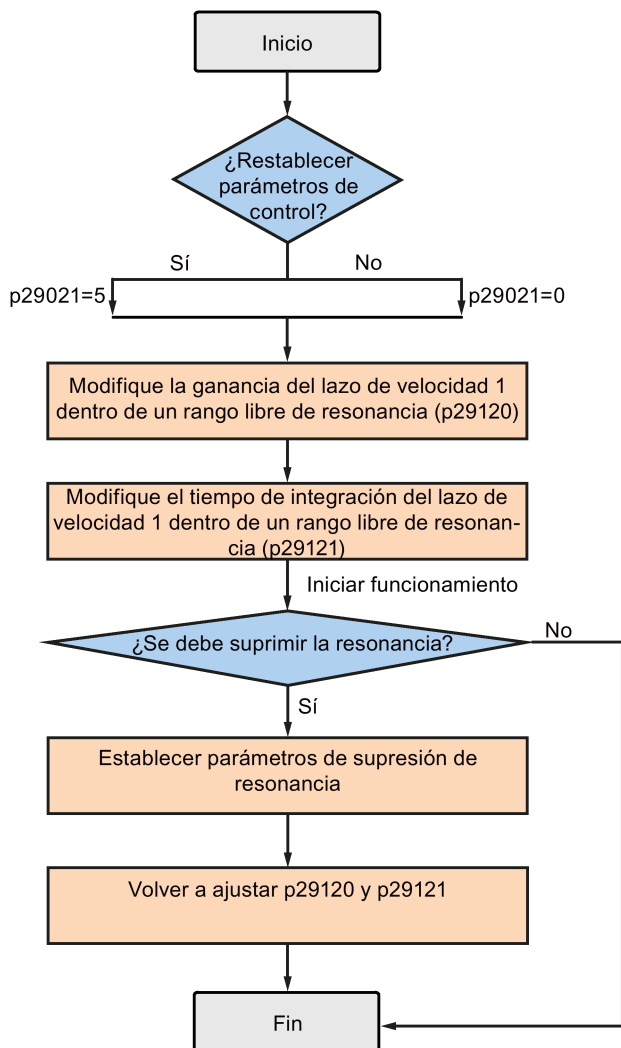 Inicio
¿Restablecer
parámetros de
control?
Sí
No
p29021=5
p29021=0
Modifique la ganancia del lazo de velocidad 1
dentro de un rango libre de resonancia (p29120)
Modifique el tiempo de integración del lazo de
velocidad 1 dentro de un rango libre de resonan-
cia (p29121)
Iniciar funcionamiento
¿Se debe suprimir la resonancia?
No
Sí
Establecer parámetros de supresión de
resonancia
Volver a ajustar p29120 y p29121
Fin